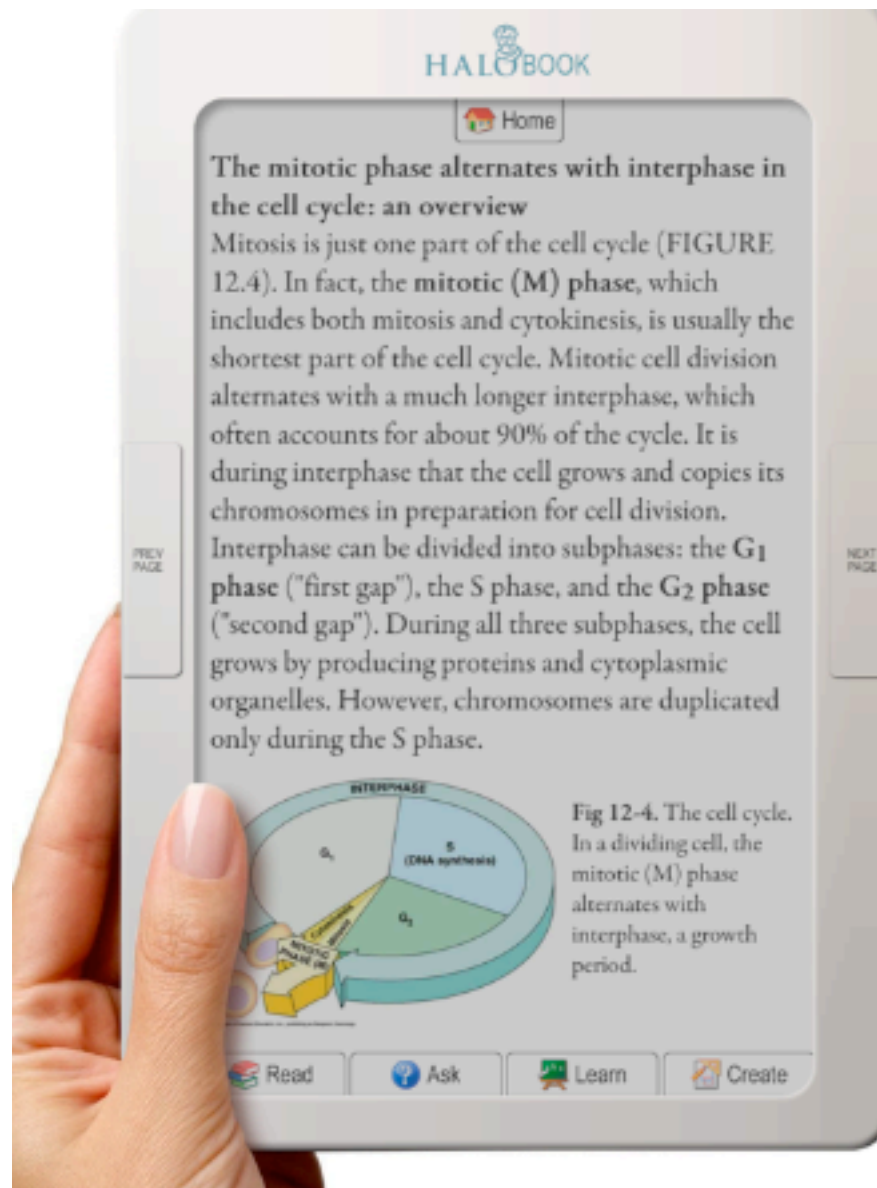 HALOBOOK
Home
The mitotic phase alternates with interphase in
the cell cycle: an overview
Mitosis is just one part of the cell cycle (FIGURE
12.4). In fact, the mitotic (M) phase, which
includes both mitosis and cytokinesis, is usually the
shortest part of the cell cycle. Mitotic cell division
alternates with a much longer interphase, which
often accounts for about 90% of the cycle. It is
during interphase that the cell grows and copies its
chromosomes in preparation for cell division.
Interphase can be divided into subphases: the G1
phase ("first gap"), the S phase, and the G2 phase
("second gap"). During all three subphases, the cell
grows by producing proteins and cytoplasmic
organelles. However, chromosomes are duplicated
only during the S phase.
PREV
PAGE
NEXT
PAGE
INTERPHASE
G1
S
(DNA synthesis)
G2
MITOTIC
PHASE (M)
Fig 12-4. The cell cycle.
In a dividing cell, the
mitotic (M) phase
alternates with
interphase, a growth
period.
Read
Ask
Learn
Create